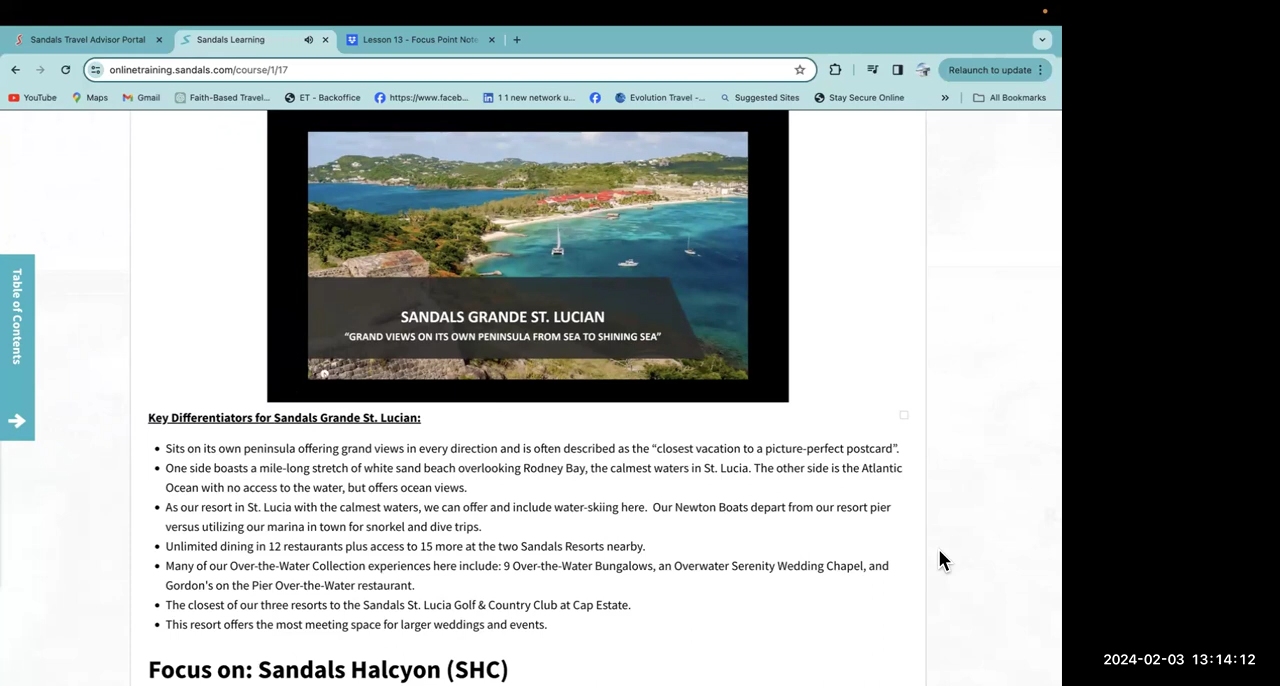 Sandals Travel Advisor Portal
Sandals Learning
Lesson 13 - Focus Point Not
onlinetraining.sandals.com/course/1/17
Relaunch to update
YouTube
Maps
Gmail
Faith-Based Travel...
ET - Backoffice
https://www.faceb...
1 1 new network u...
Evolution Travel -...
Suggested Sites
Stay Secure Online
»
All Bookmarks
Table of Contents
SANDALS GRANDE ST. LUCIAN
“GRAND VIEWS ON ITS OWN PENINSULA FROM SEA TO SHINING SEA”
Key Differentiators for Sandals Grande St. Lucian:
• Sits on its own peninsula offering grand views in every direction and is often described as the “closest vacation to a picture-perfect postcard”.
• One side boasts a mile-long stretch of white sand beach overlooking Rodney Bay, the calmest waters in St. Lucia. The other side is the Atlantic
Ocean with no access to the water, but offers ocean views.
• As our resort in St. Lucia with the calmest waters, we can offer and include water-skiing here.  Our Newton Boats depart from our resort pier
versus utilizing our marina in town for snorkel and dive trips.
• Unlimited dining in 12 restaurants plus access to 15 more at the two Sandals Resorts nearby.
• Many of our Over-the-Water Collection experiences here include: 9 Over-the-Water Bungalows, an Overwater Serenity Wedding Chapel, and
Gordon's on the Pier Over-the-Water restaurant.
• The closest of our three resorts to the Sandals St. Lucia Golf & Country Club at Cap Estate.
• This resort offers the most meeting space for larger weddings and events.
Focus on: Sandals Halcyon (SHC)
2024-02-03 13:14:12